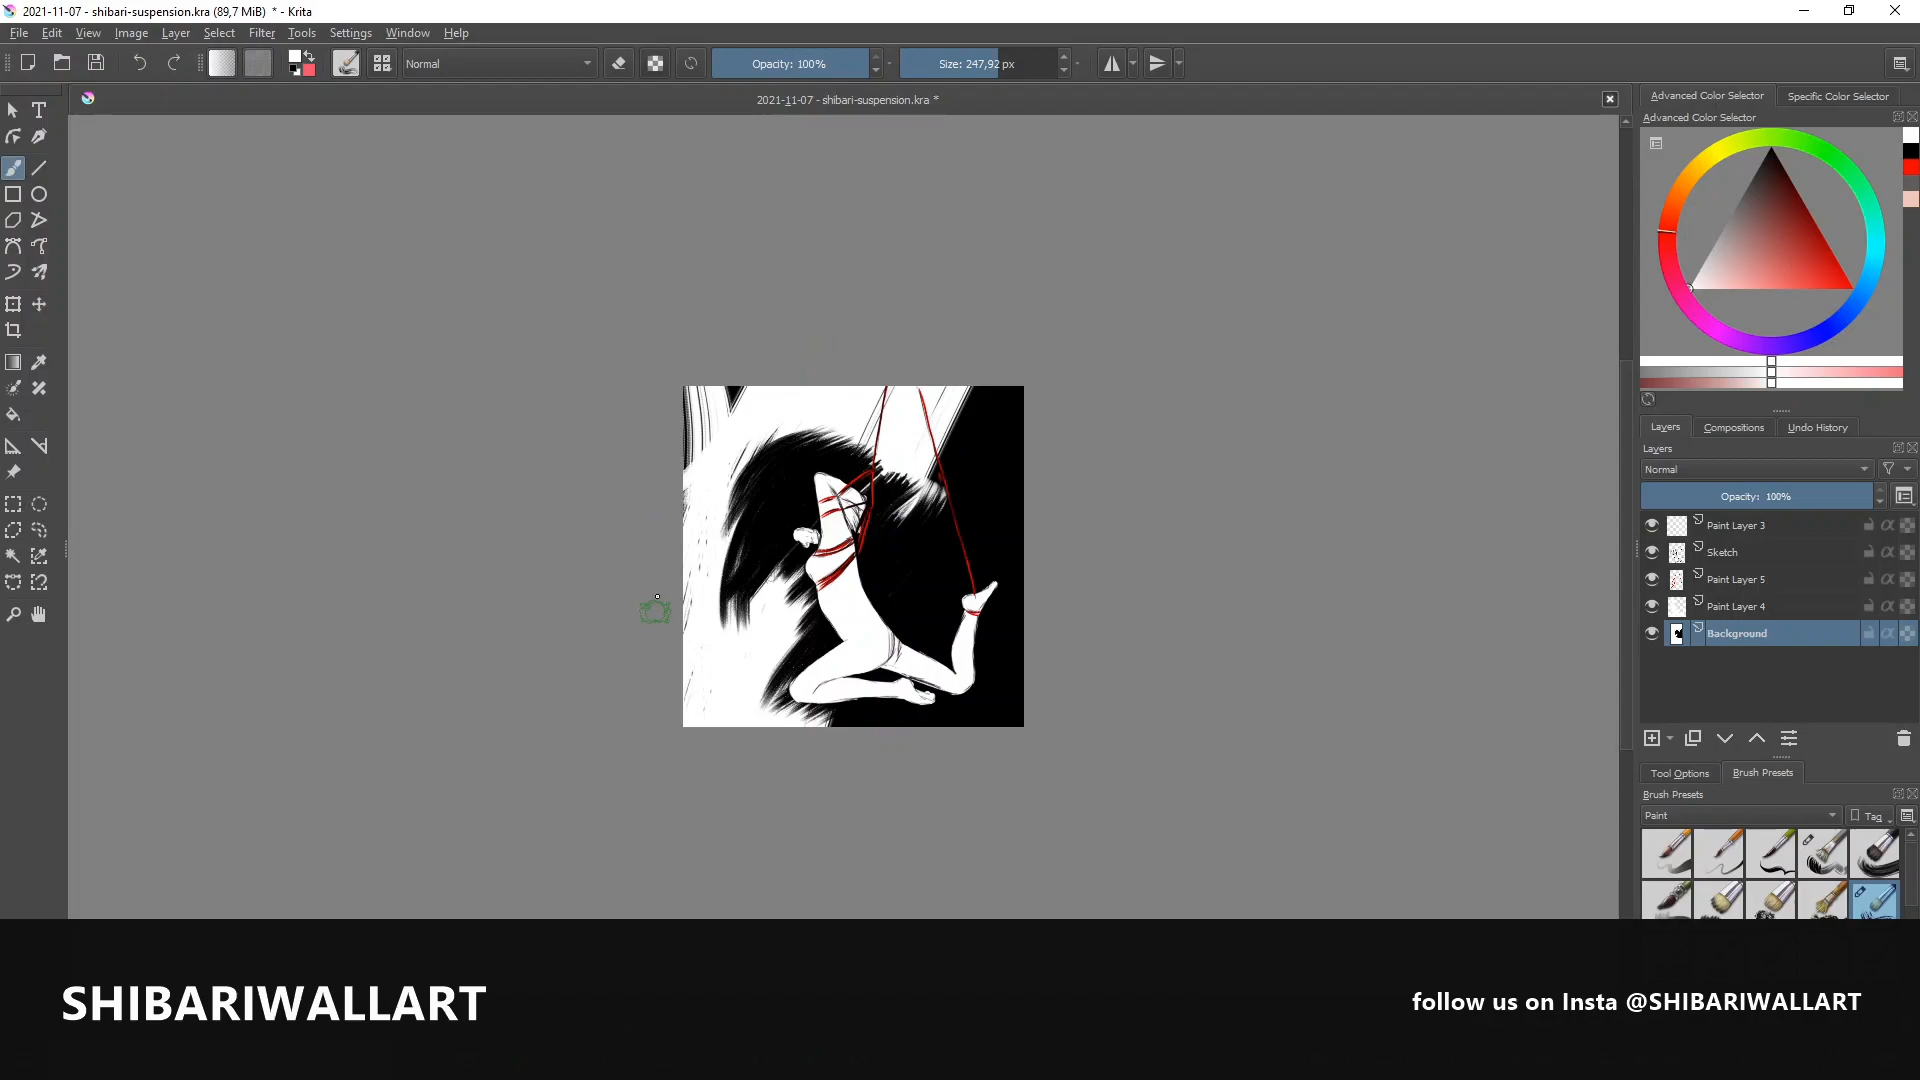 2021-11-07 - shibari-suspension.kra (89,7 MiB) * - Krita
File Edit View Image Layer Select Filter Tools Settings Window Help
Normal Opacity: 100% Size: 247,92 px
2021-11-07 - shibari-suspension.kra *
Advanced Color Selector Specific Color Selector
Advanced Color Selector
Layers Compositions Undo History
Layers
Normal
Opacity: 100%
Paint Layer 3
Sketch
Paint Layer 5
Paint Layer 4
Background
Tool Options Brush Presets
Brush Presets
Paint Tag
SHIBARIWALLART
follow us on Insta @SHIBARIWALLART